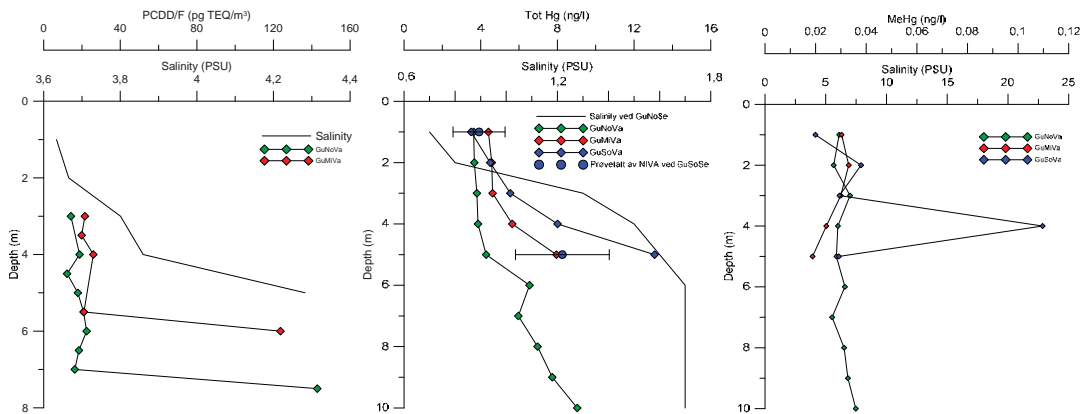 PCDD/F (pg TEQ/m³)
0 40 80 120 160
Salinity (PSU)
3,6 3,8 4 4,2 4,4
Depth (m)
0
2
4
6
8
Salinity
GuNoVa
GuMiVa
Tot Hg (ng/l)
0 4 8 12 16
Salinity (PSU)
0,6 1,2 1,8
Depth (m)
0
2
4
6
8
10
Salinity ved GuNoSe
GuNoVa
GuMiVa
GuSoVa
Prøvetatt av NIVA ved GuSoSe
MeHg (ng/l)
0 0,02 0,04 0,06 0,08 0,1 0,12
Salinity (PSU)
0 5 10 15 20 25
Depth (m)
0
2
4
6
8
10
GuNoVa
GuMiVa
GuSoVa